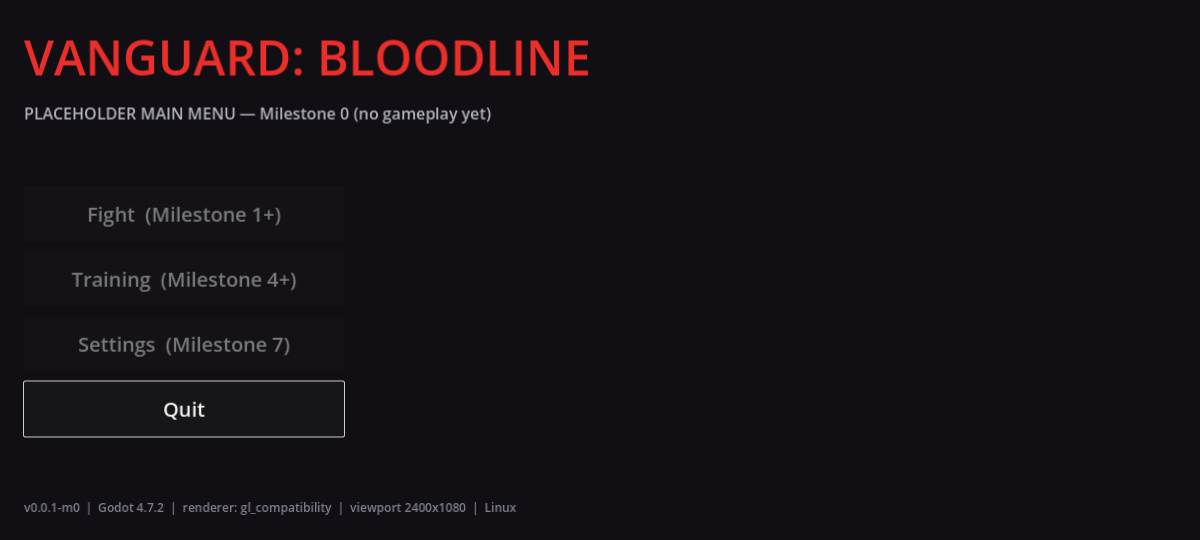 VANGUARD: BLOODLINE
PLACEHOLDER MAIN MENU — Milestone 0 (no gameplay yet)
Fight  (Milestone 1+)
Training  (Milestone 4+)
Settings  (Milestone 7)
Quit
v0.0.1-m0  |  Godot 4.7.2  |  renderer: gl_compatibility  |  viewport 2400x1080  |  Linux